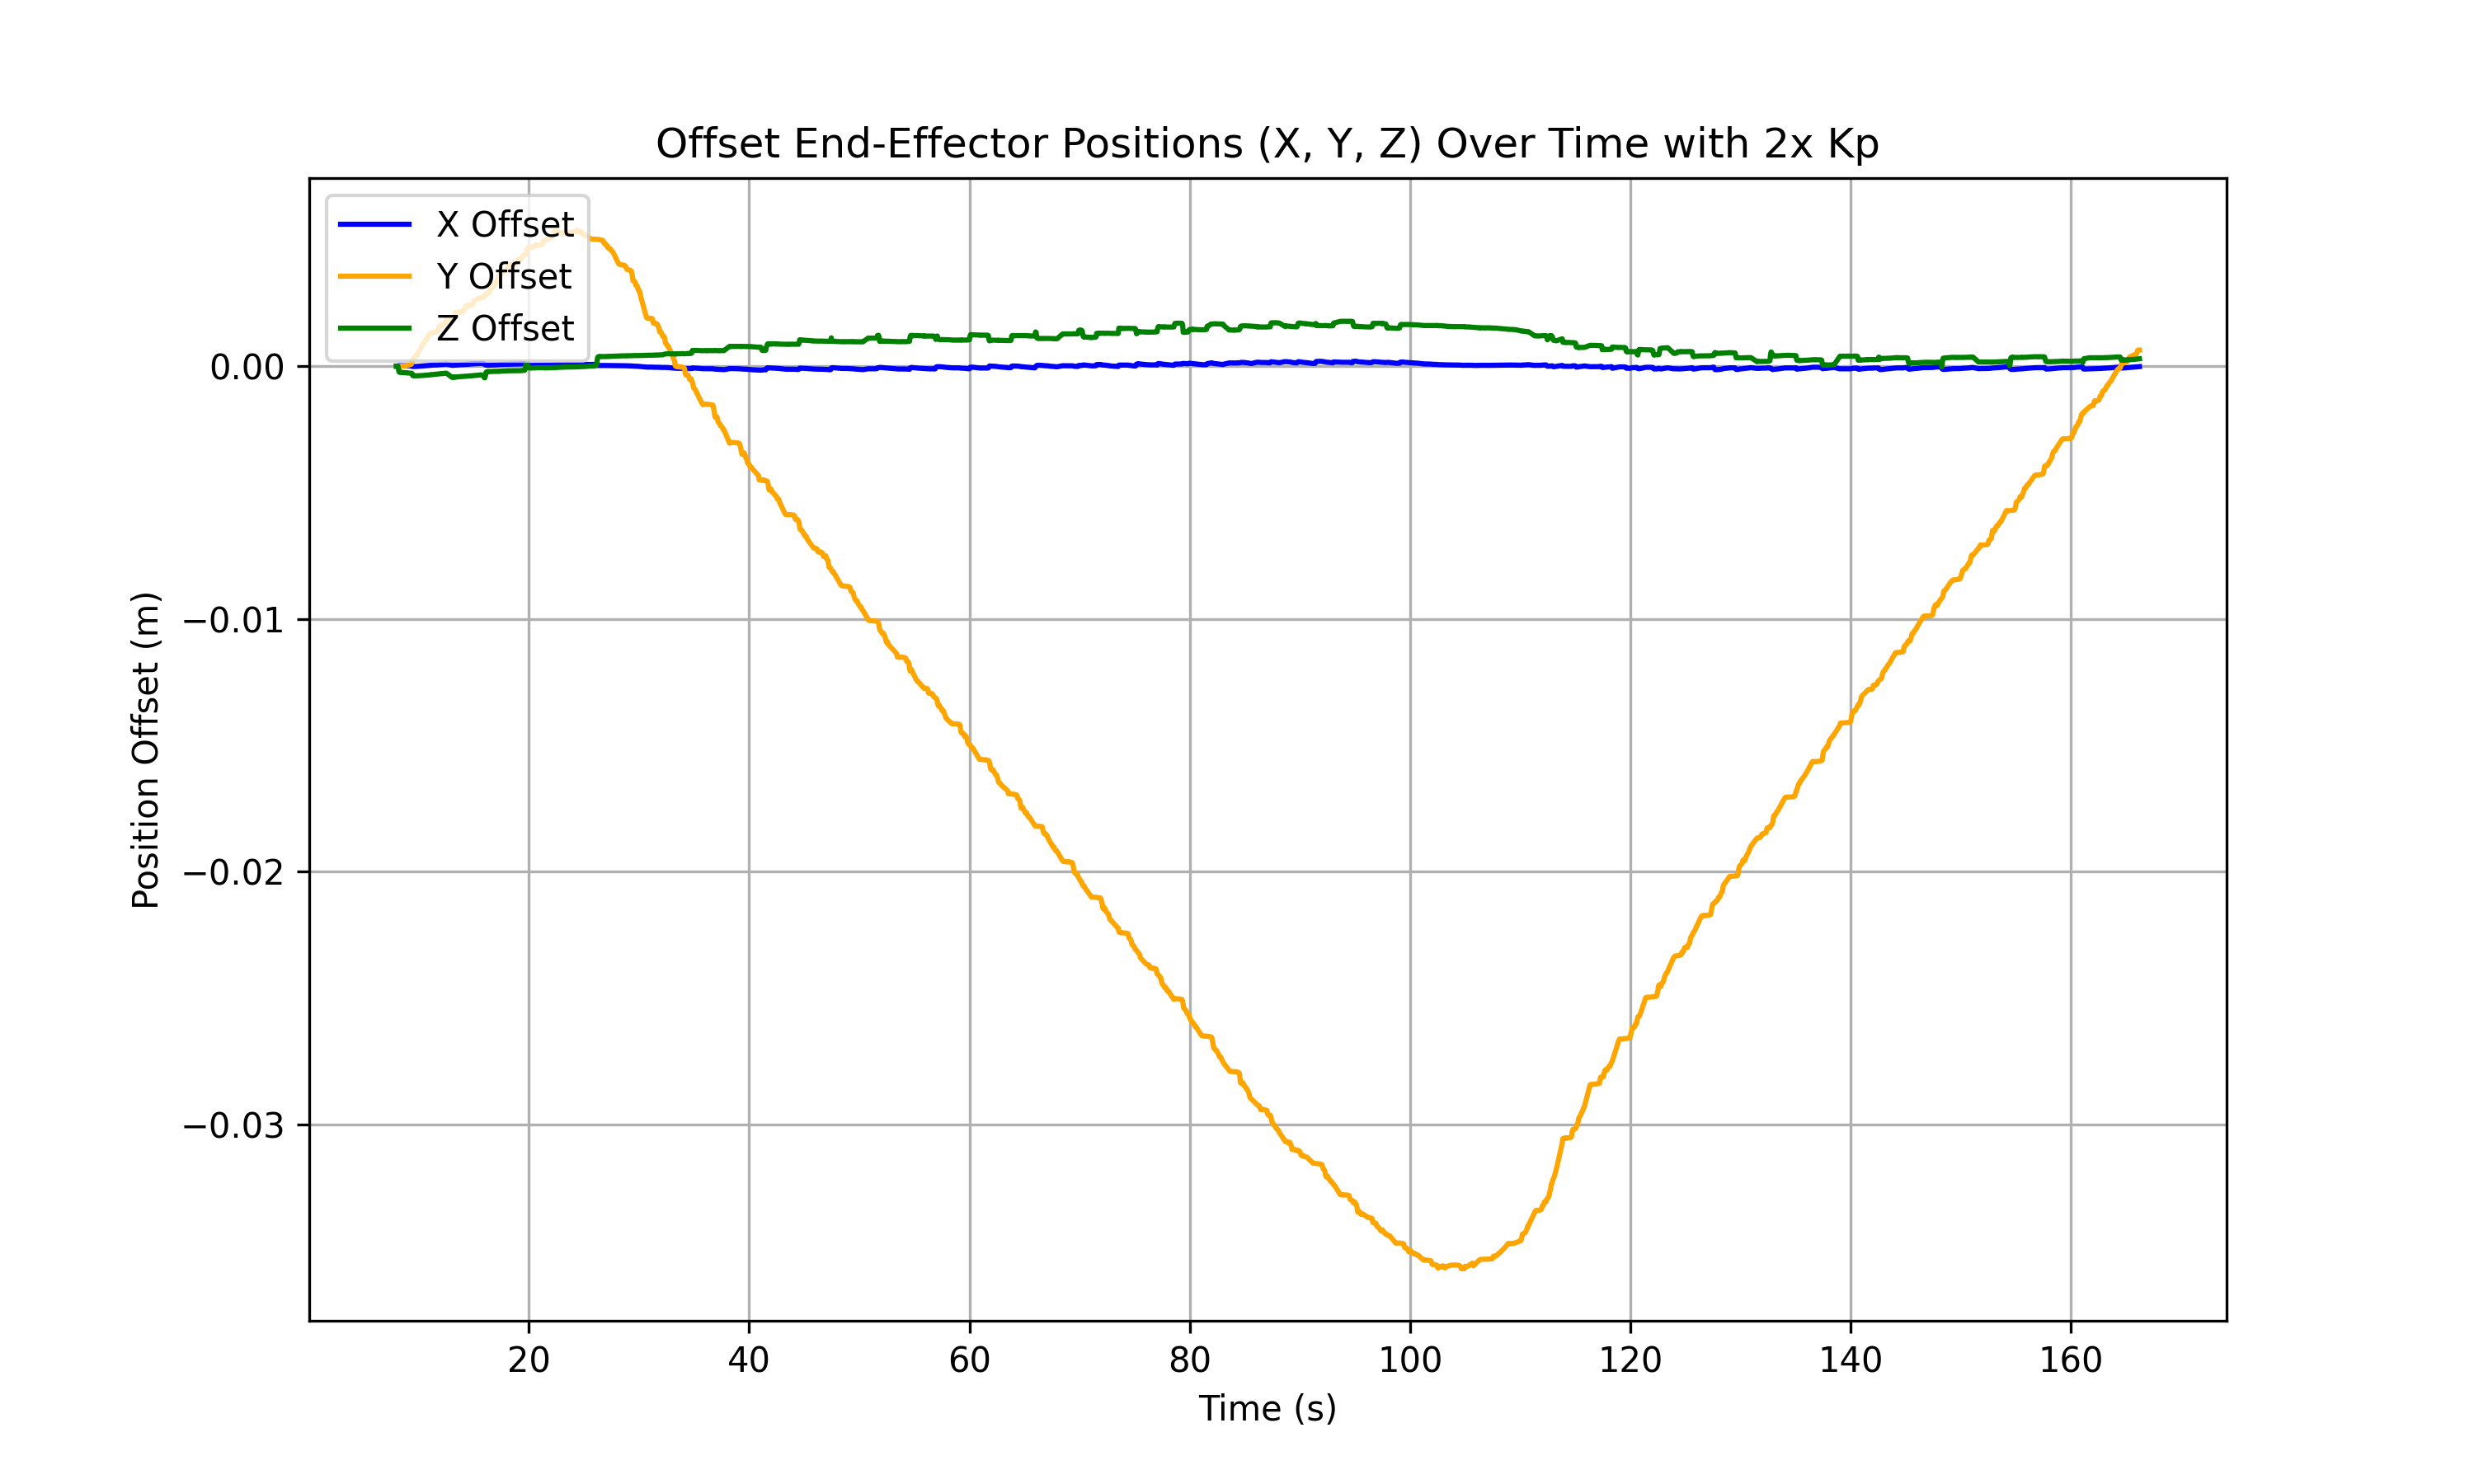 Offset End-Effector Positions (X, Y, Z) Over Time with 2x Kp
X Offset
Y Offset
Z Offset
0.00
−0.01
−0.02
−0.03
Position Offset (m)
20 40 60 80 100 120 140 160
Time (s)